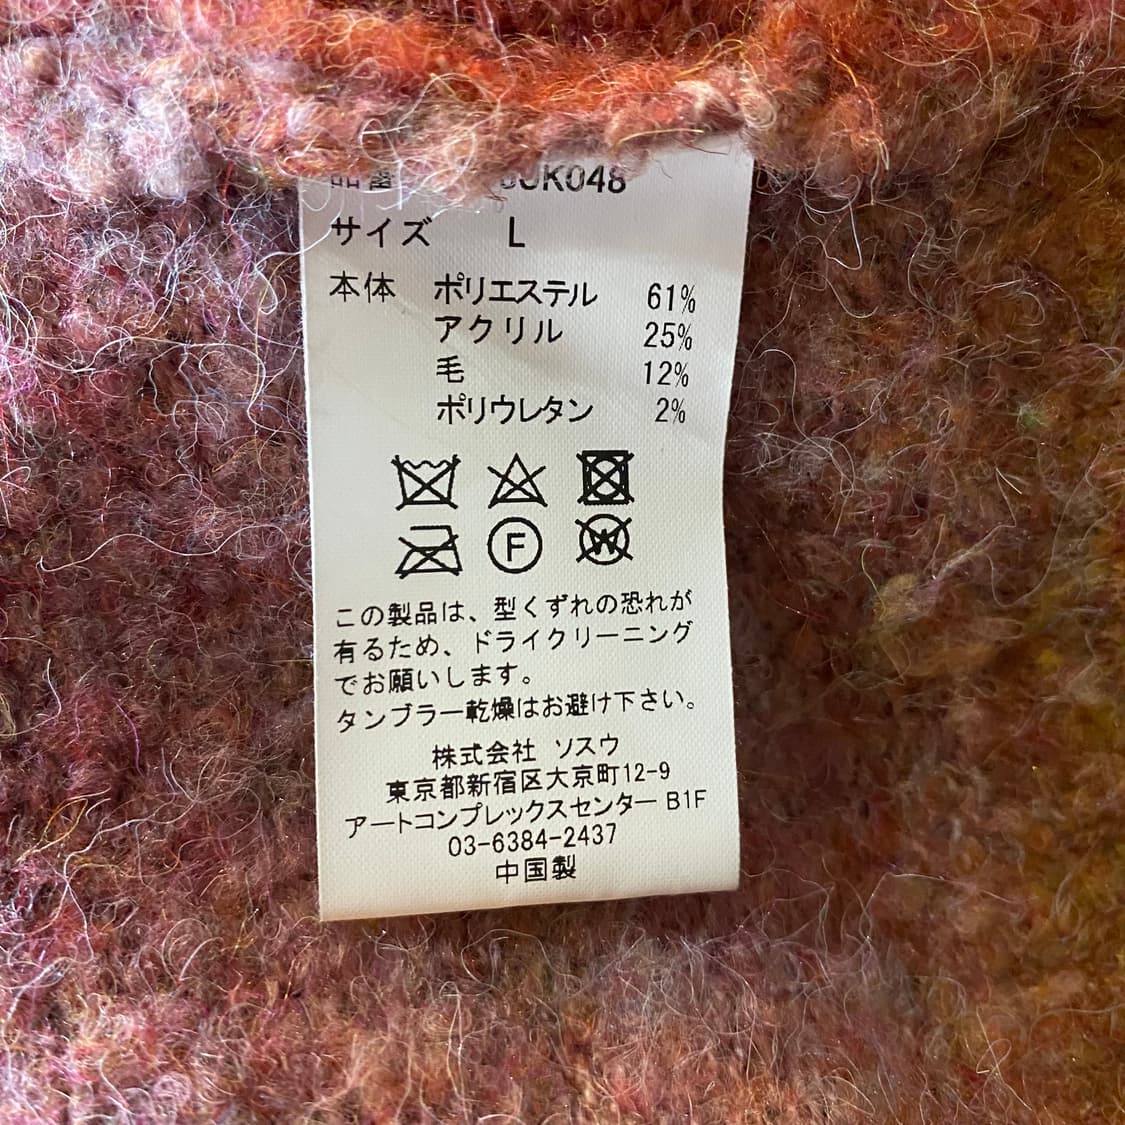 品番 JK048
サイズ L
本体 ポリエステル 61%
アクリル 25%
毛 12%
ポリウレタン 2%
F
W
この製品は、型くずれの恐れが
有るため、ドライクリーニング
でお願いします。
タンブラー乾燥はお避け下さい。
株式会社 ソスウ
東京都新宿区大京町12-9
アートコンプレックスセンター B1F
03-6384-2437
中国製